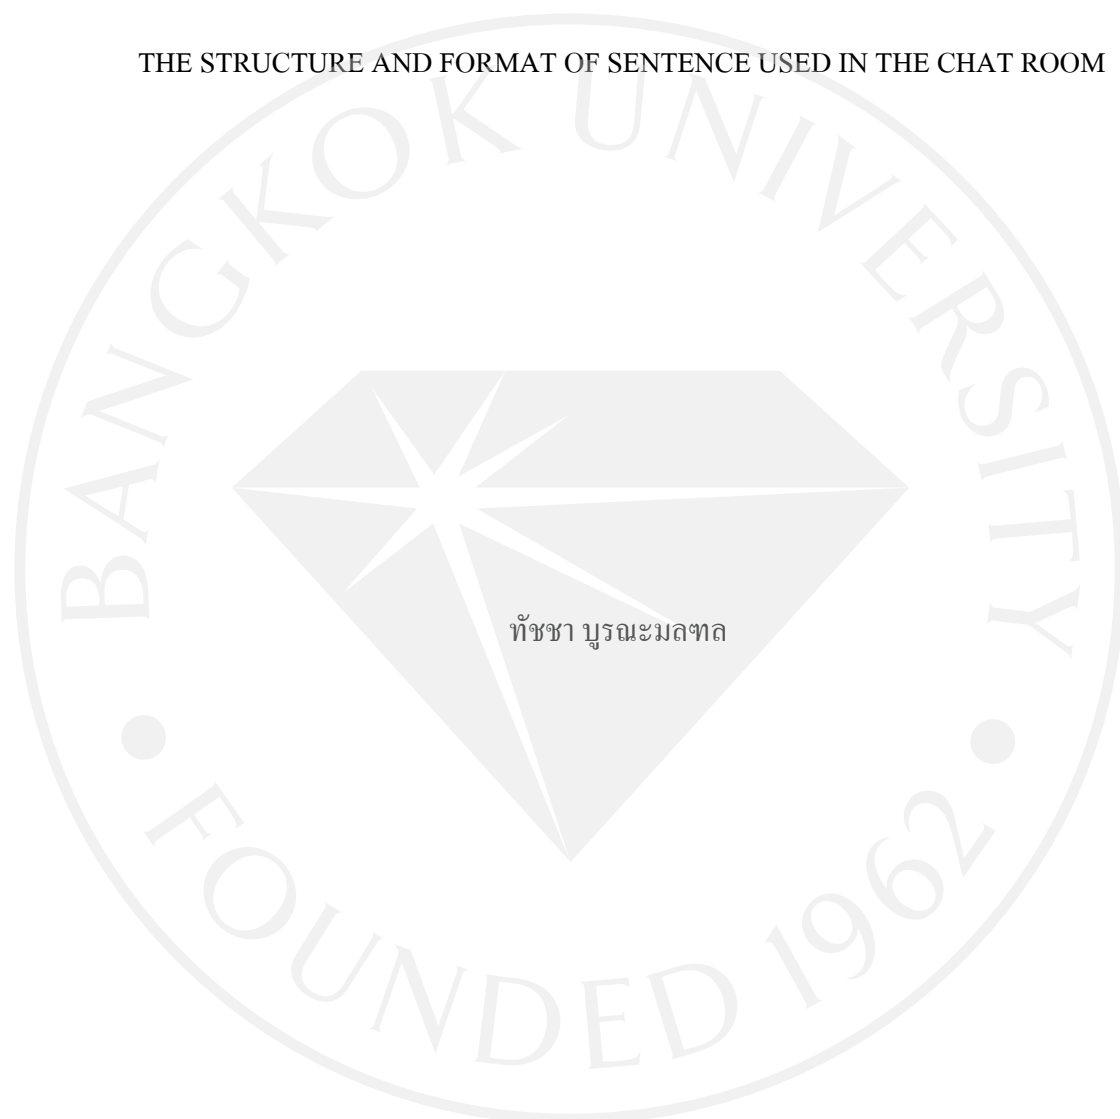 THE STRUCTURE AND FORMAT OF SENTENCE USED IN THE CHAT ROOM
BANGKOK UNIVERSITY
ทัชชา บูรณะมลฑล
FOUNDED 1962